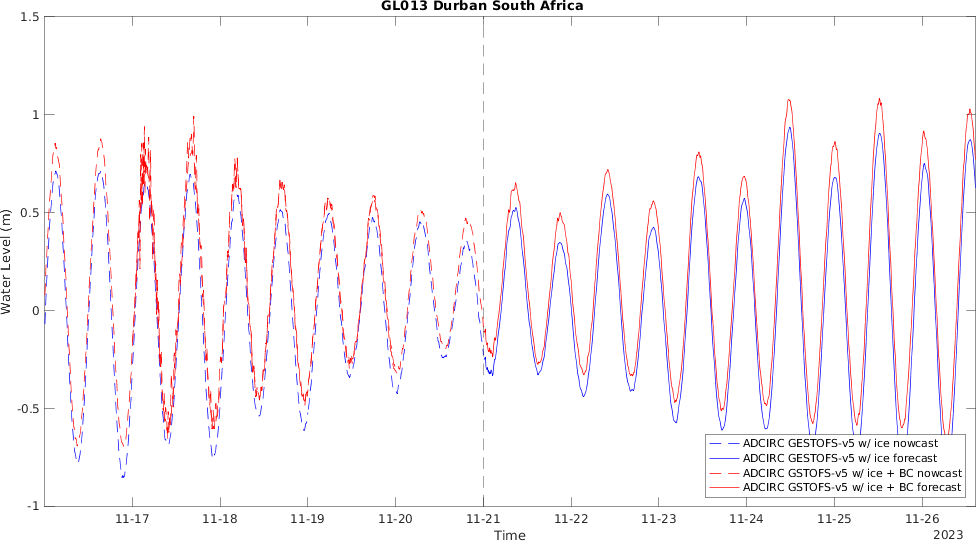 GL013 Durban South Africa
1.5
1
0.5
0
-0.5
-1
Water Level (m)
11-17 11-18 11-19 11-20 11-21 11-22 11-23 11-24 11-25 11-26
Time
2023
ADCIRC GESTOFS-v5 w/ ice nowcast
ADCIRC GESTOFS-v5 w/ ice forecast
ADCIRC GSTOFS-v5 w/ ice + BC nowcast
ADCIRC GSTOFS-v5 w/ ice + BC forecast